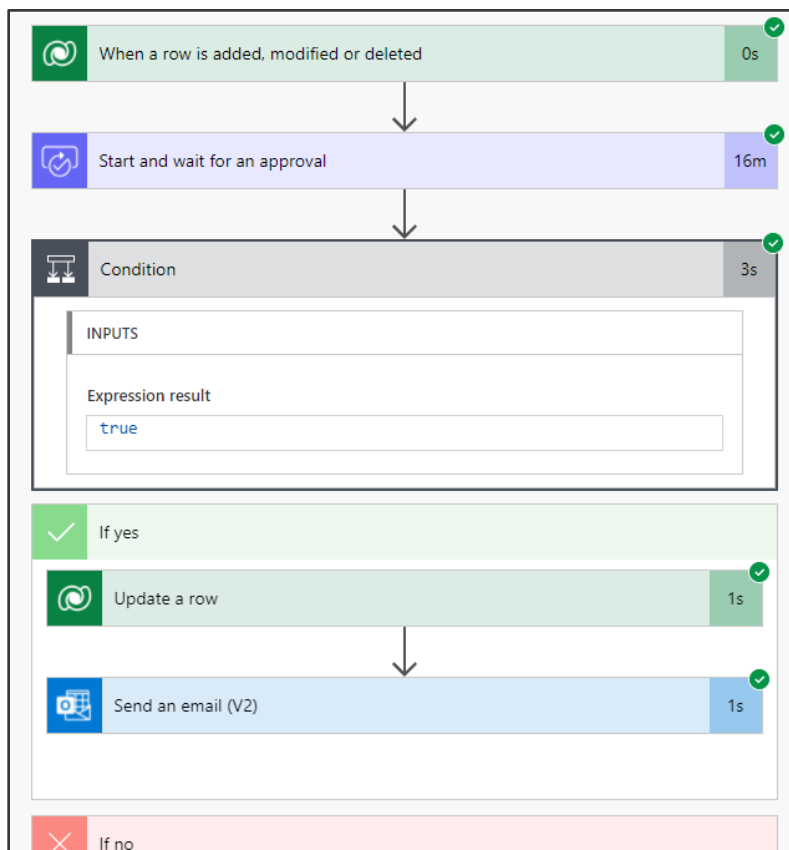 When a row is added, modified or deleted 0s
Start and wait for an approval 16m
Condition 3s
INPUTS
Expression result
true
If yes
Update a row 1s
Send an email (V2) 1s
If no